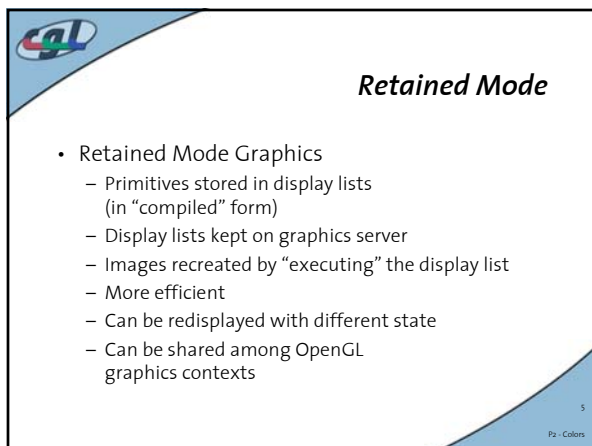 cgl
Retained Mode
• Retained Mode Graphics
– Primitives stored in display lists
(in “compiled” form)
– Display lists kept on graphics server
– Images recreated by “executing” the display list
– More efficient
– Can be redisplayed with different state
– Can be shared among OpenGL
graphics contexts
5
P2 - Colors